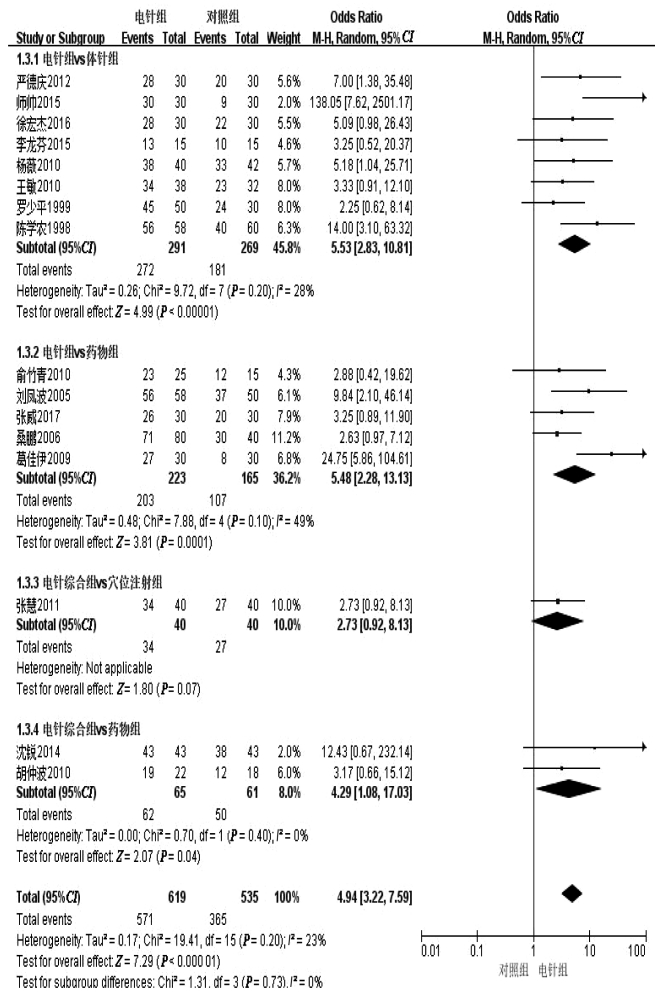 电针组 对照组 Odds Ratio Odds Ratio
Study or Subgroup Events Total Events Total Weight M-H, Random, 95% CI M-H, Random, 95% CI
1.3.1 电针组vs体针组
严德庆2012 28 30 20 30 5.6% 7.00 [1.38, 35.48]
师帅2015 30 30 9 30 2.0% 138.05 [7.62, 2501.17]
徐宏杰2016 28 30 22 30 5.5% 5.09 [0.98, 26.43]
李龙芬2015 13 15 10 15 4.5% 3.25 [0.52, 20.37]
杨薇2010 38 40 33 42 5.9% 5.18 [1.04, 25.71]
王敏2010 34 38 23 32 8.0% 3.33 [0.91, 12.10]
罗少平1999 45 50 24 30 8.1% 2.25 [0.62, 8.14]
陈学农1998 56 58 40 60 6.3% 14.00 [3.10, 63.32]
Subtotal (95%CI) 291 269 45.8% 5.53 [2.83, 10.81]
Total events 272 181
Heterogeneity: Tau² = 0.26; Chi² = 9.72, df = 7 (P = 0.20); I² = 28%
Test for overall effect: Z = 4.99 (P < 0.00001)
1.3.2 电针组vs药物组
俞竹青2010 23 25 12 15 4.3% 2.88 [0.42, 19.62]
刘凤波2005 56 58 37 50 6.1% 9.84 [2.10, 46.14]
张威2017 26 30 20 30 7.9% 3.25 [0.89, 11.90]
桑鹏2006 71 80 30 40 11.2% 2.63 [0.97, 7.12]
葛佳伊2009 27 30 8 30 6.8% 24.75 [5.86, 104.61]
Subtotal (95%CI) 223 165 36.2% 5.48 [2.28, 13.13]
Total events 203 107
Heterogeneity: Tau² = 0.48; Chi² = 7.88, df = 4 (P = 0.10); I² = 49%
Test for overall effect: Z = 3.81 (P = 0.0001)
1.3.3 电针综合组vs穴位注射组
张慧2011 34 40 27 40 10.0% 2.73 [0.92, 8.13]
Subtotal (95%CI) 40 40 10.0% 2.73 [0.92, 8.13]
Total events 34 27
Heterogeneity: Not applicable
Test for overall effect: Z = 1.80 (P = 0.07)
1.3.4 电针综合组vs药物组
沈锐2014 43 43 38 43 2.0% 12.43 [0.67, 232.14]
胡仲波2010 19 22 12 18 6.0% 3.17 [0.66, 15.12]
Subtotal (95%CI) 65 61 8.0% 4.29 [1.08, 17.03]
Total events 62 50
Heterogeneity: Tau² = 0.00; Chi² = 0.70, df = 1 (P = 0.40); I² = 0%
Test for overall effect: Z = 2.07 (P = 0.04)
Total (95%CI) 619 535 100% 4.94 [3.22, 7.59]
Total events 571 365
Heterogeneity: Tau² = 0.17; Chi² = 19.41, df = 15 (P = 0.20); I² = 23%
Test for overall effect: Z = 7.29 (P < 0.000 01)
Test for subgroup differences: Chi² = 1.31, df = 3 (P = 0.73), I² = 0%
0.01 0.1 1 10 100
对照组 电针组